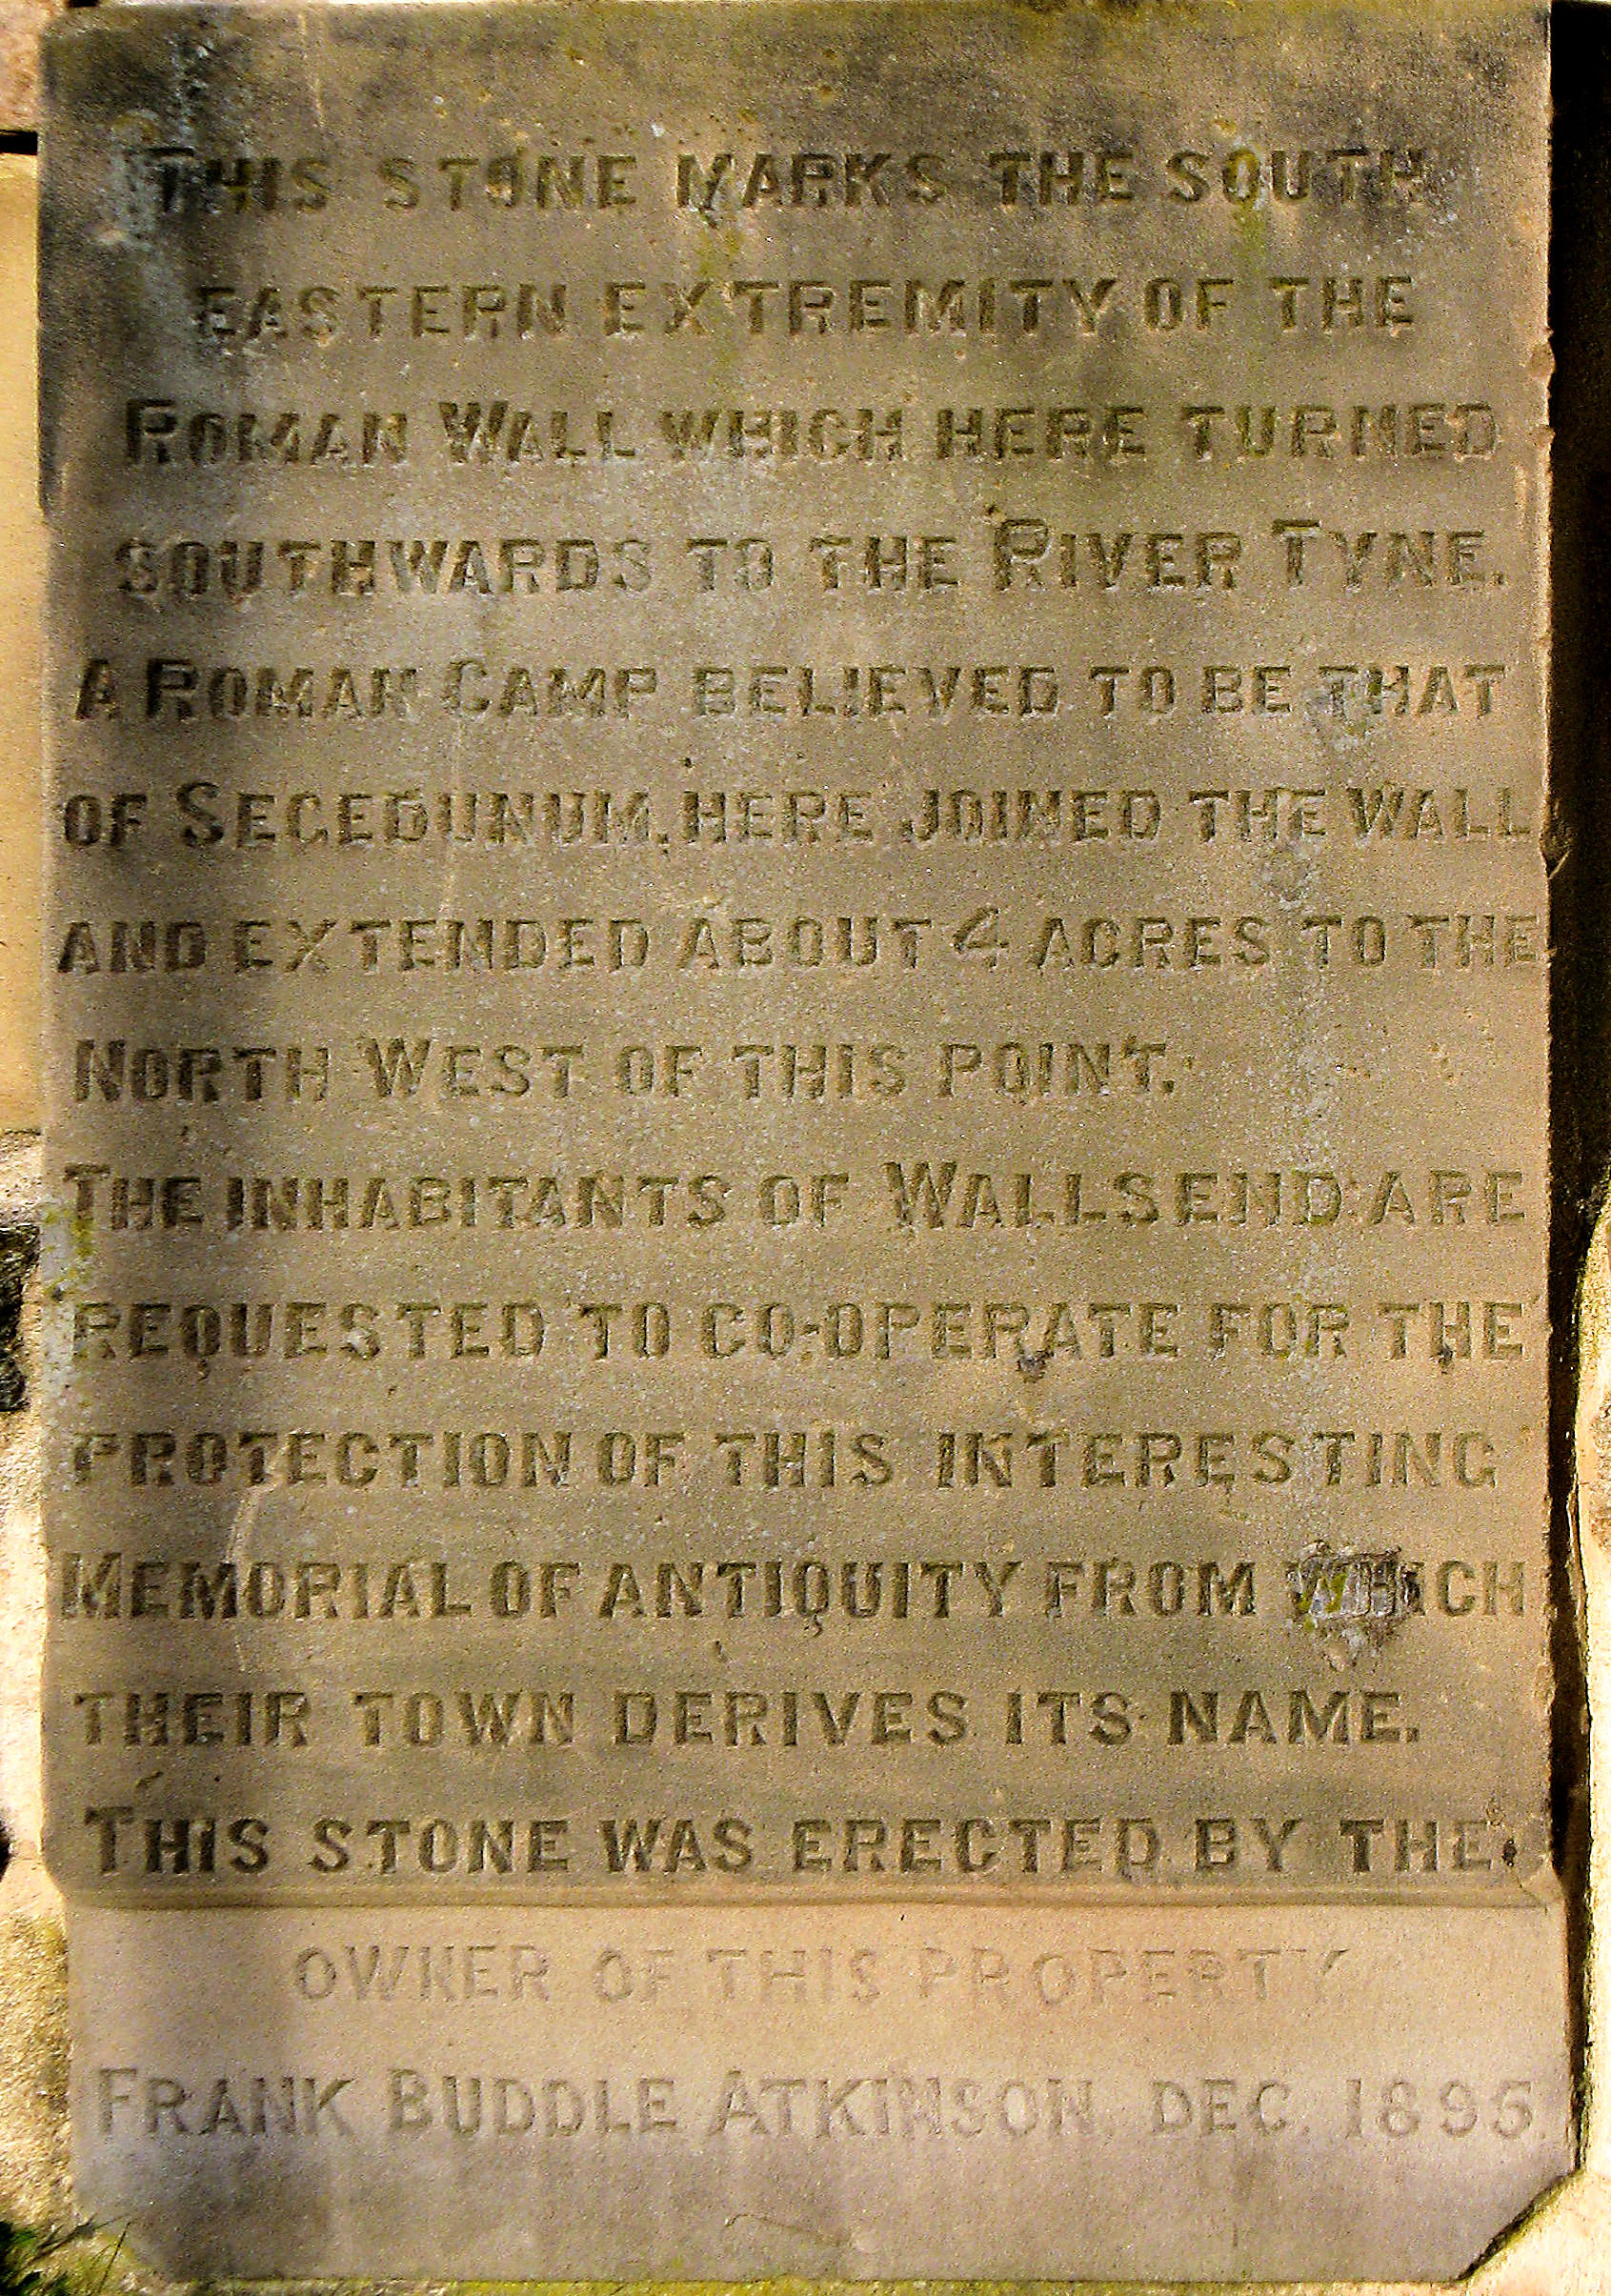 THIS STONE MARKS THE SOUTH
EASTERN EXTREMITY OF THE
ROMAN WALL WHICH HERE TURNED
SOUTHWARDS TO THE RIVER TYNE.
A ROMAN CAMP BELIEVED TO BE THAT
OF SEGEDUNUM, HERE JOINED THE WALL
AND EXTENDED ABOUT 4 ACRES TO THE
NORTH WEST OF THIS POINT.
THE INHABITANTS OF WALLSEND ARE
REQUESTED TO CO-OPERATE FOR THE
PROTECTION OF THIS INTERESTING
MEMORIAL OF ANTIQUITY FROM WHICH
THEIR TOWN DERIVES ITS NAME.
THIS STONE WAS ERECTED BY THE
OWNER OF THIS PROPERTY
FRANK BUDDLE ATKINSON, DEC. 1895.